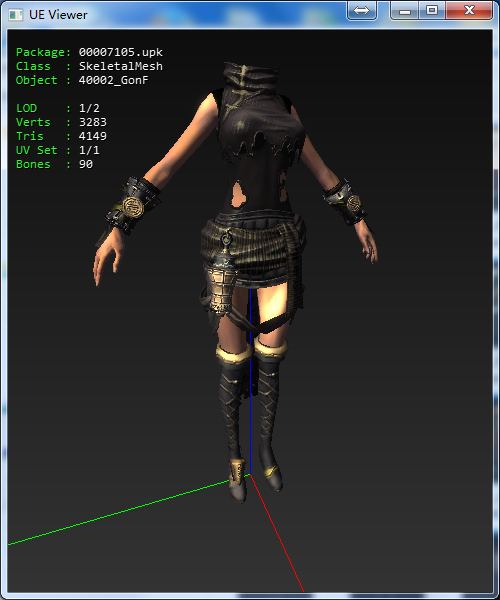 UE Viewer
Package: 00007105.upk
Class : SkeletalMesh
Object : 40002_GonF
LOD : 1/2
Verts : 3283
Tris : 4149
UV Set : 1/1
Bones : 90